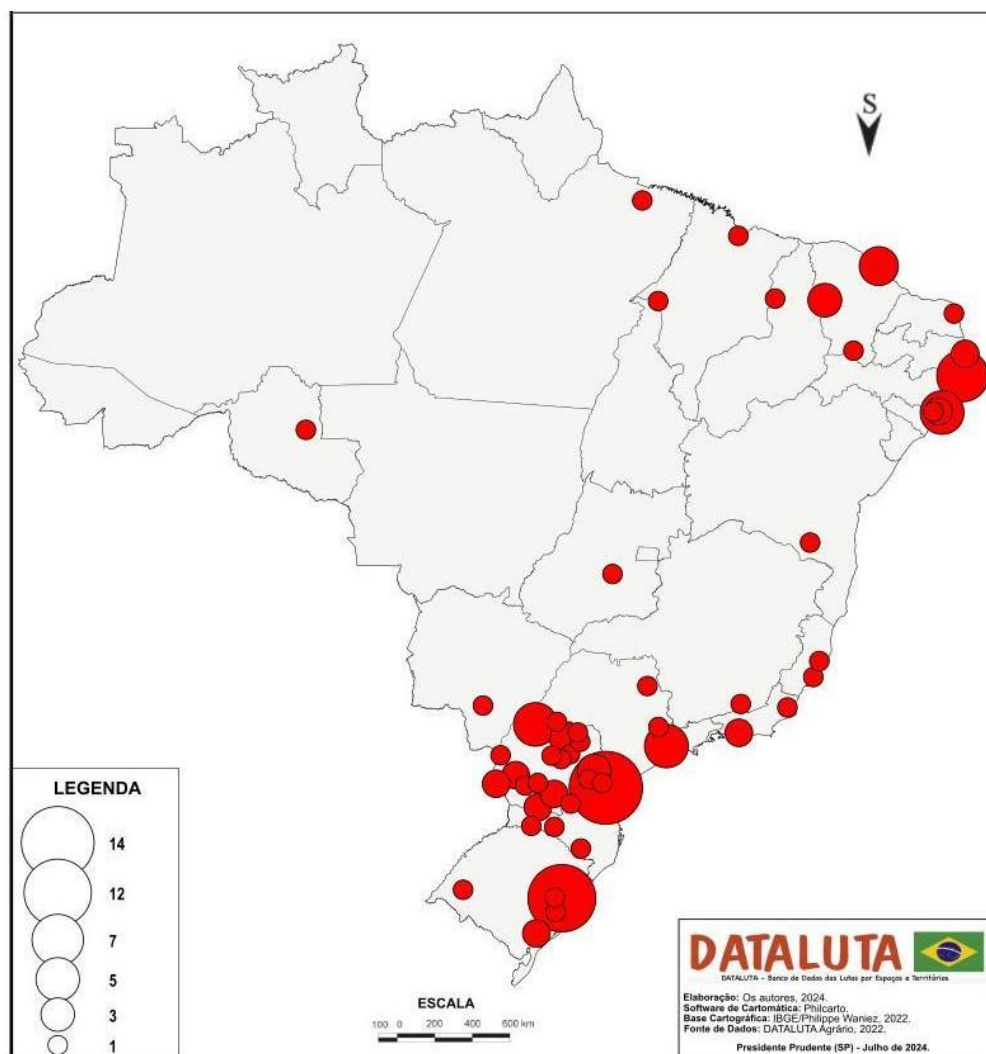 S
LEGENDA
14
12
7
5
3
1
ESCALA
100 0 200 400 600 km
DATALUTA
DATALUTA – Banco de Dados das Lutas por Espaços e Territórios
Elaboração: Os autores, 2024.
Software de Cartomática: Philcarto.
Base Cartográfica: IBGE/Philippe Waniez, 2022.
Fonte de Dados: DATALUTA Agrário, 2022.
Presidente Prudente (SP) - Julho de 2024.